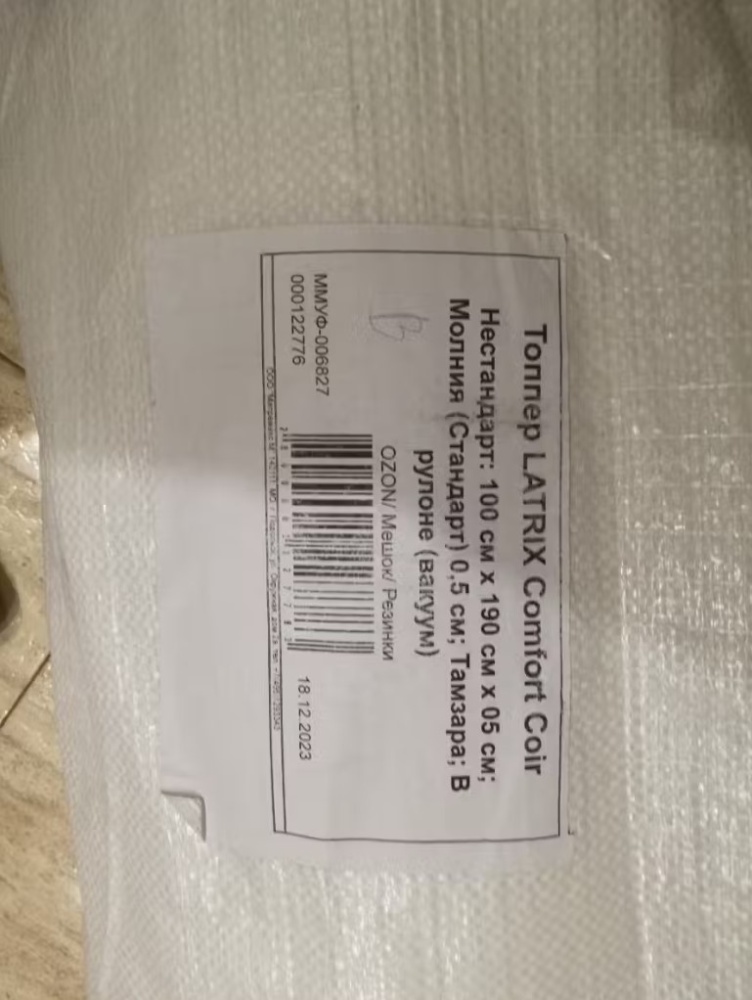 Топпер LATRIX Comfort Coir
Нестандарт: 100 см x 190 см x 05 см;
Молния (Стандарт) 0,5 см; Тамзара; В
рулоне (вакуум)
OZON/ Мешок/ Резинки
ММУФ-006827
000122776
18.12.2023